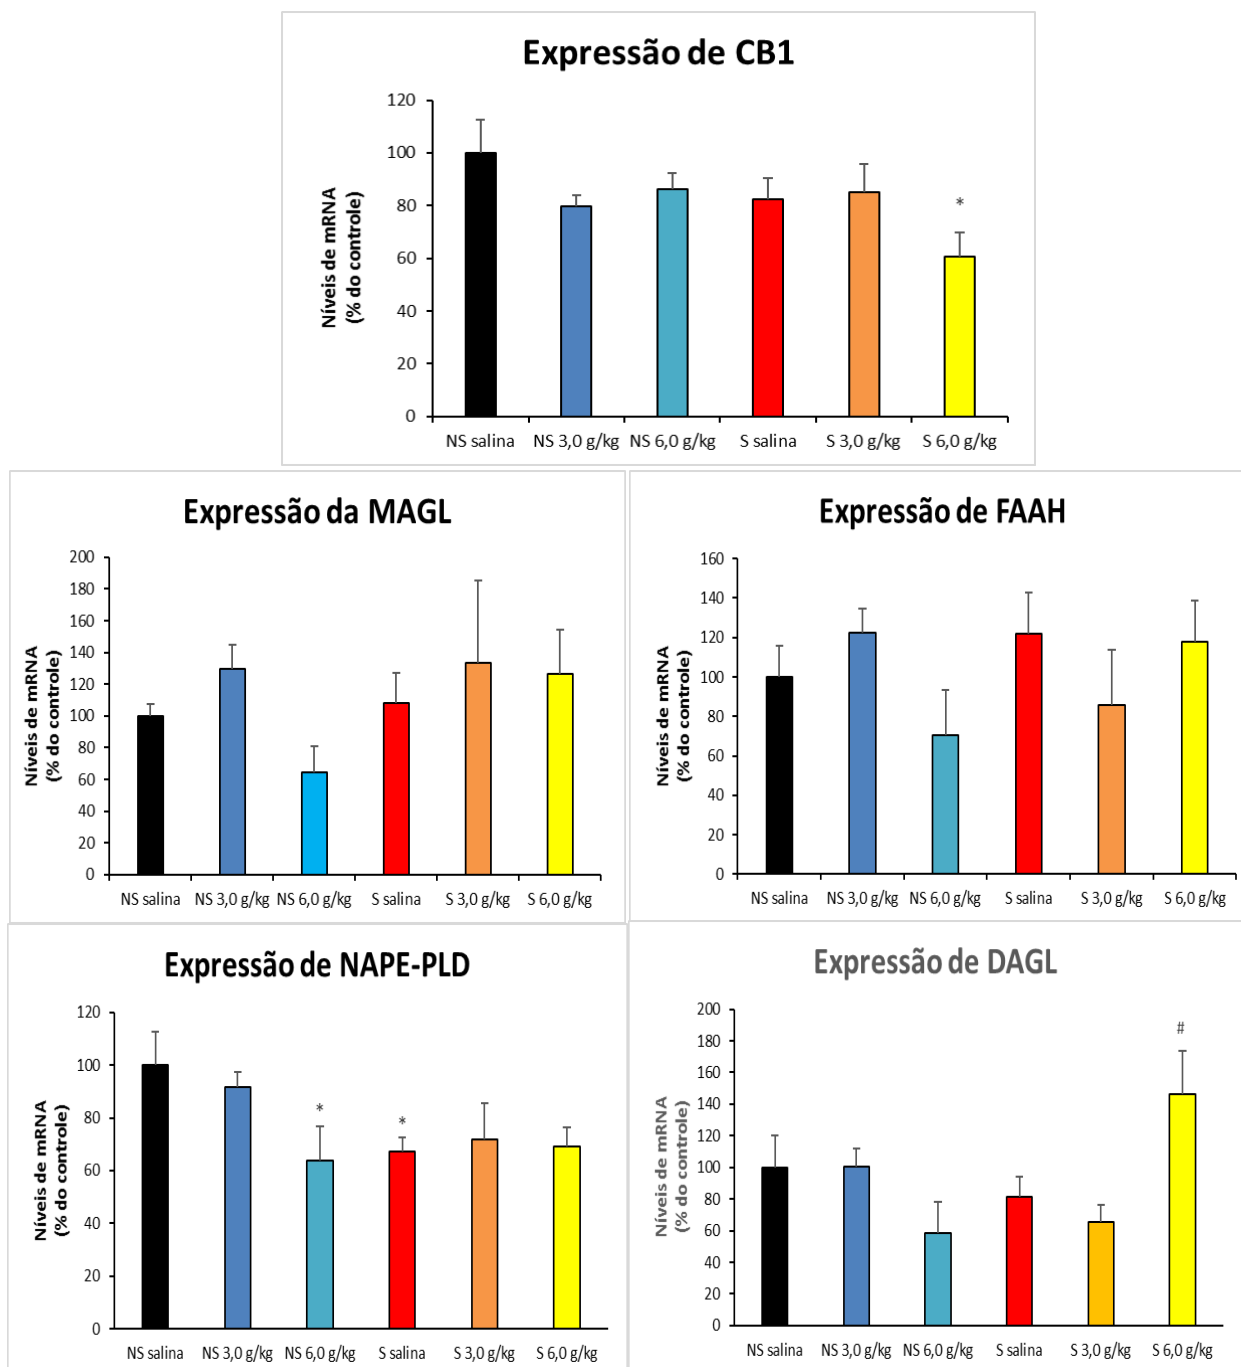 Expressão de CB1
Níveis de mRNA
(% do controle)
120
100
80
60
40
20
0
*
NS salina NS 3,0 g/kg NS 6,0 g/kg S salina S 3,0 g/kg S 6,0 g/kg
Expressão da MAGL
Níveis de mRNA
(% do controle)
200
180
160
140
120
100
80
60
40
20
0
NS salina NS 3,0 g/kg NS 6,0 g/kg S salina S 3,0 g/kg S 6,0 g/kg
Expressão de FAAH
Níveis de mRNA
(% do controle)
160
140
120
100
80
60
40
20
0
NS salina NS 3,0 g/kg NS 6,0 g/kg S salina S 3,0 g/kg S 6,0 g/kg
Expressão de NAPE-PLD
Níveis de mRNA
(% do controle)
120
100
80
60
40
20
0
* *
NS salina NS 3,0 g/kg NS 6,0 g/kg S salina S 3,0 g/kg S 6,0 g/kg
Expressão de DAGL
Níveis de mRNA
(% do controle)
200
180
160
140
120
100
80
60
40
20
0
#
NS salina NS 3,0 g/kg NS 6,0 g/kg S salina S 3,0 g/kg S 6,0 g/kg